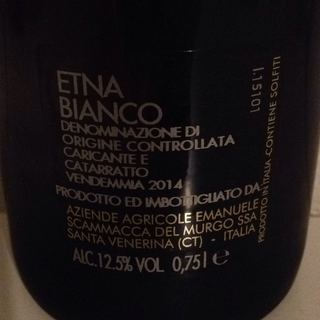 ETNA
BIANCO
DENOMINAZIONE DI
ORIGINE CONTROLLATA
CARICANTE E
CATARRATTO
VENDEMMIA 2014
PRODOTTO ED IMBOTTIGLIATO DA
AZIENDE AGRICOLE EMANUELE
SCAMMACCA DEL MURGO SSA
SANTA VENERINA (CT) - ITALIA
ALC.12.5% VOL 0,75 l e
L.15101
PRODOTTO IN ITALIA-CONTIENE SOLFITI